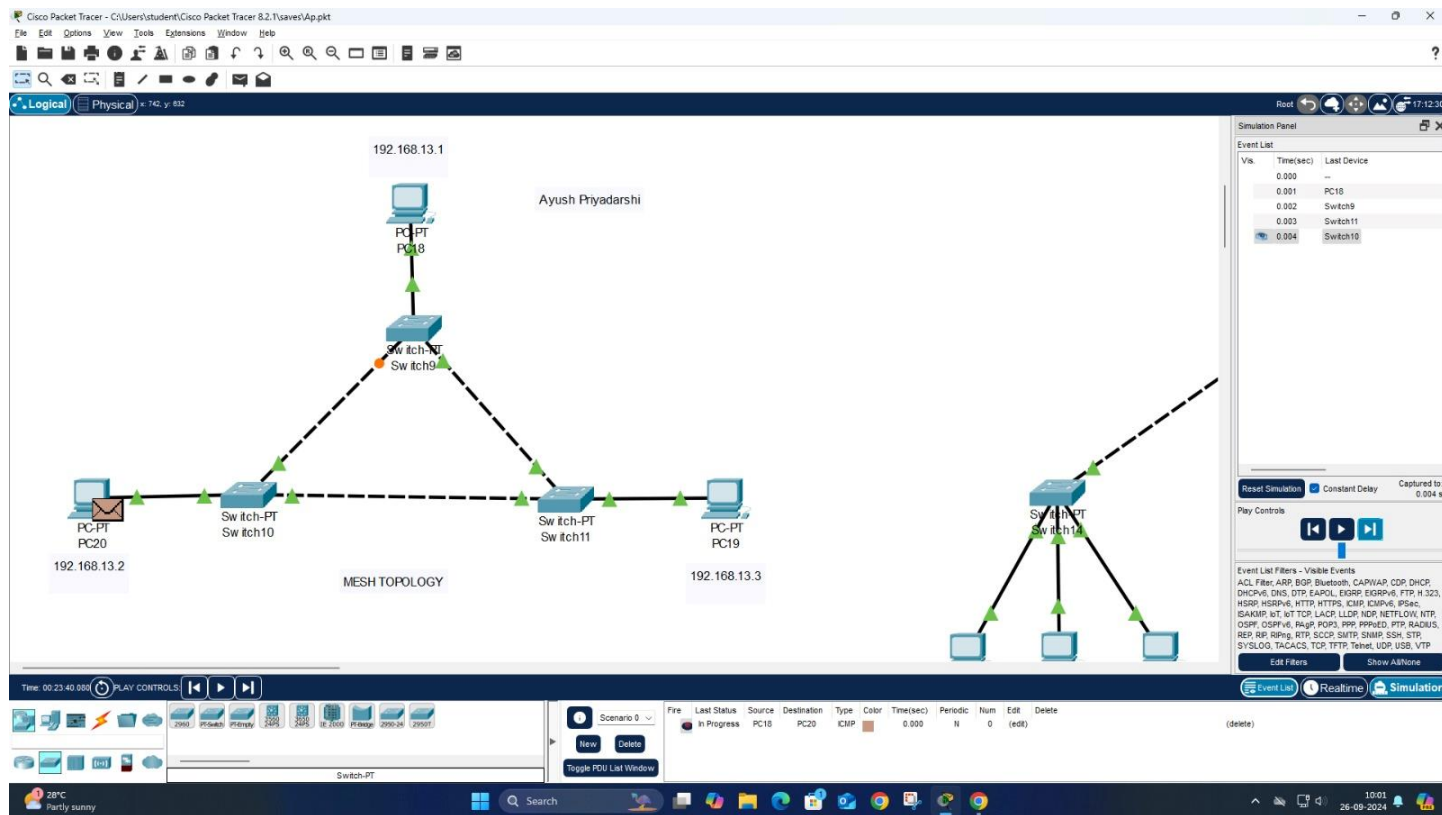 Cisco Packet Tracer - C:\Users\student\Cisco Packet Tracer 8.2.1\saves\Ap.pkt
File Edit Options View Tools Extensions Window Help
?
Logical Physical x: 742, y: 632 Root 17:12:30
192.168.13.1
Ayush Priyadarshi
PC-PT
PC18
Switch-PT
Switch9
PC-PT
PC20
192.168.13.2
Switch-PT
Switch10
Switch-PT
Switch11
PC-PT
PC19
192.168.13.3
MESH TOPOLOGY
Switch-PT
Switch14
Simulation Panel
Event List
Vis. Time(sec) Last Device
0.000 --
0.001 PC18
0.002 Switch9
0.003 Switch11
0.004 Switch10
Reset Simulation Constant Delay Captured to:
0.004 s
Play Controls
Event List Filters - Visible Events
ACL Filter, ARP, BGP, Bluetooth, CAPWAP, CDP, DHCP,
DHCPv6, DNS, DTP, EAPOL, EIGRP, EIGRPv6, FTP, H.323,
HSRP, HSRPv6, HTTP, HTTPS, ICMP, ICMPv6, IPSec,
ISAKMP, IoT, IoT TCP, LACP, LLDP, NDP, NETFLOW, NTP,
OSPF, OSPFv6, PAgP, POP3, PPP, PPPoED, PTP, RADIUS,
REP, RIP, RIPng, RTP, SCCP, SMTP, SNMP, SSH, STP,
SYSLOG, TACACS, TCP, TFTP, Telnet, UDP, USB, VTP
Edit Filters Show All/None
Time: 00:23:40.080 PLAY CONTROLS:
Event List Realtime Simulation
2960 PT-Switch PT-Empty 3560 24PS 3650 24PS IE 2000 PT-Bridge 2950-24 2950T
Switch-PT
Scenario 0
New Delete
Toggle PDU List Window
Fire Last Status Source Destination Type Color Time(sec) Periodic Num Edit Delete
In Progress PC18 PC20 ICMP 0.000 N 0 (edit) (delete)
1
28°C
Partly sunny
Search
10:01
26-09-2024